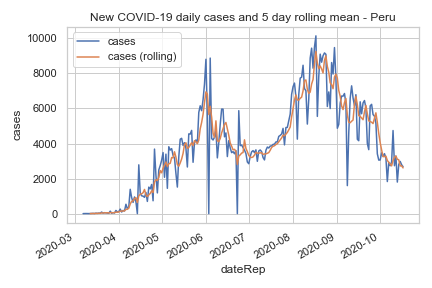 New COVID-19 daily cases and 5 day rolling mean - Peru
cases
cases (rolling)
10000
8000
6000
4000
2000
0
cases
2020-03
2020-04
2020-05
2020-06
2020-07
2020-08
2020-09
2020-10
dateRep